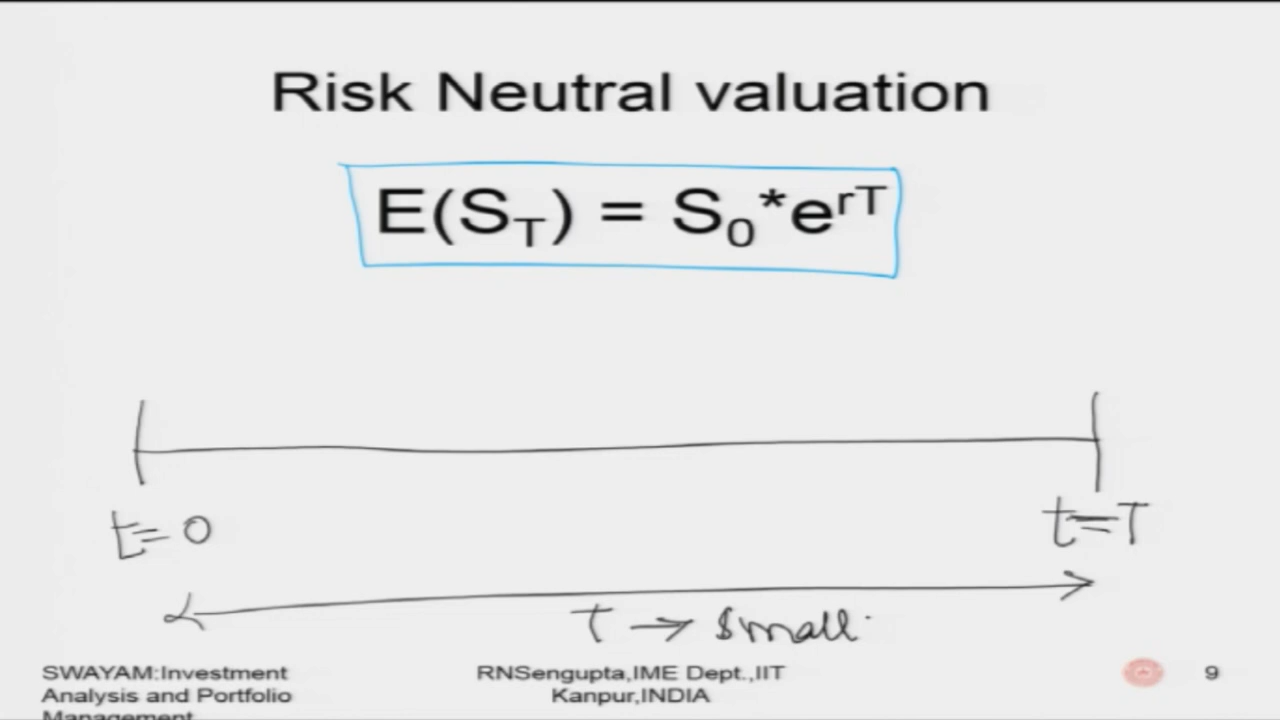 Risk Neutral valuation
E(S_T) = S_0*e^{rT}
t=0
t=T
T → small.
SWAYAM:Investment
Analysis and Portfolio
Management
RNSengupta,IME Dept.,IIT
Kanpur,INDIA
9